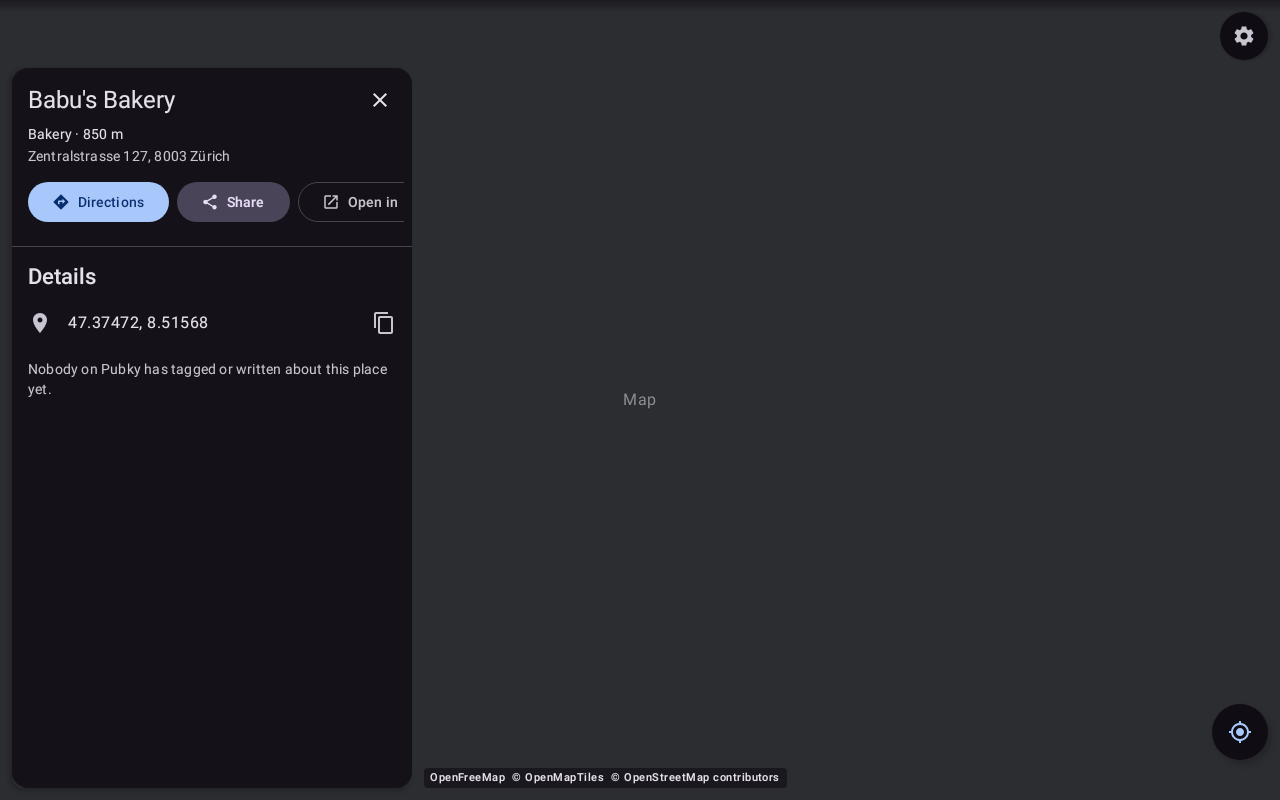 Babu's Bakery
Bakery · 850 m
Zentralstrasse 127, 8003 Zürich
Directions
Share
Open in
Details
47.37472, 8.51568
Nobody on Pubky has tagged or written about this place
yet.
Map
OpenFreeMap © OpenMapTiles © OpenStreetMap contributors